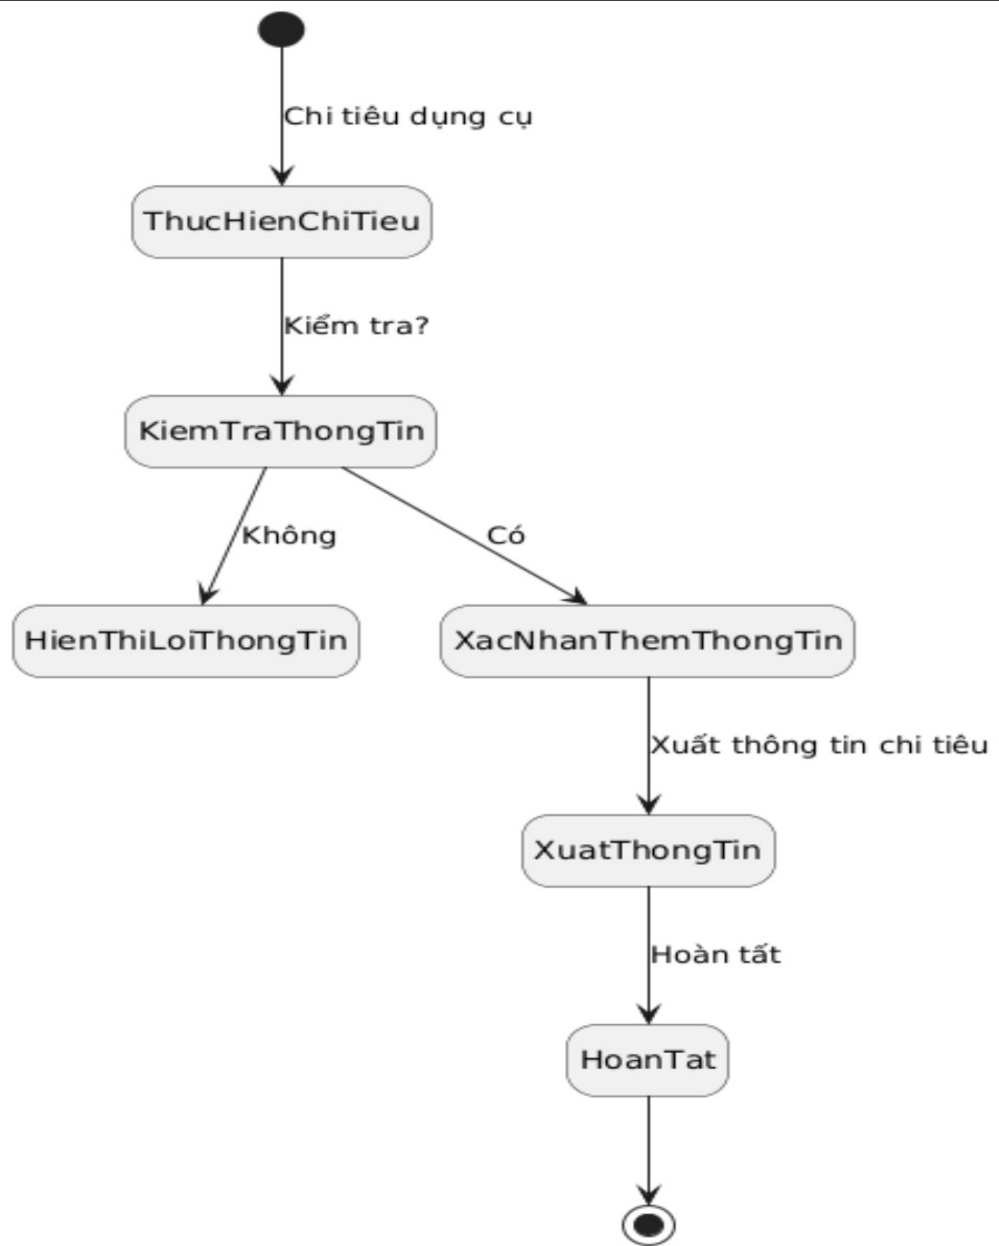 Chi tiêu dụng cụ
ThucHienChiTieu
Kiểm tra?
KiemTraThongTin
Không
Có
HienThiLoiThongTin
XacNhanThemThongTin
Xuất thông tin chi tiêu
XuatThongTin
Hoàn tất
HoanTat